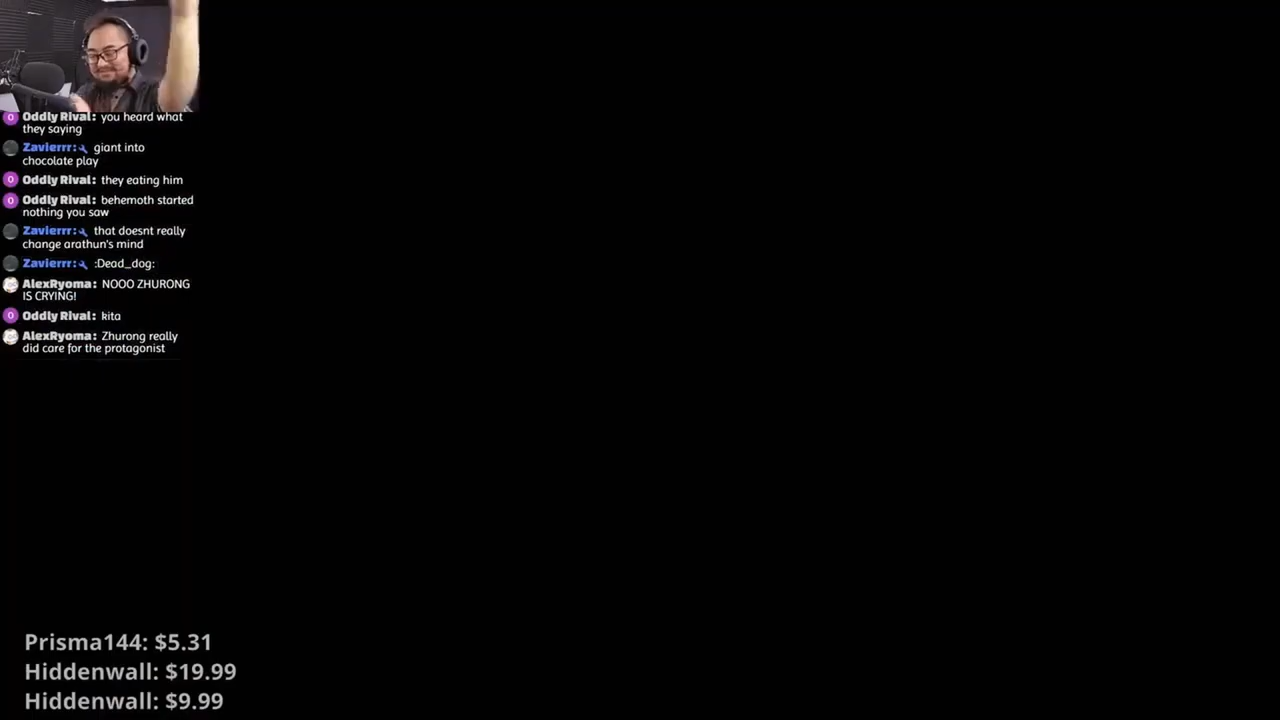 Oddly Rival: you heard what
they saying
Zavierrr: giant into
chocolate play
Oddly Rival: they eating him
Oddly Rival: behemoth started
nothing you saw
Zavierrr: that doesnt really
change arathun's mind
Zavierrr: :Dead_dog:
AlexRyoma: NOOO ZHURONG
IS CRYING!
Oddly Rival: kita
AlexRyoma: Zhurong really
did care for the protagonist
Prisma144: $5.31
Hiddenwall: $19.99
Hiddenwall: $9.99